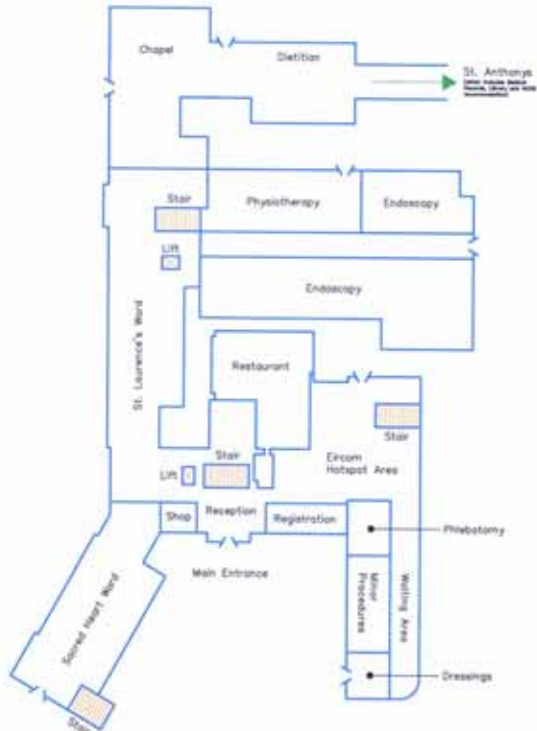 Chapel
Dietition
St. Anthonys
Physiotherapy
Endoscopy
Stair
Lift
Endoscopy
St. Laurence's Ward
Restaurant
Stair
Eircom
Hotspot Area
Stair
Lift
Shop
Reception
Registration
Phlebotomy
Main Entrance
Minor
Procedures
Waiting Area
Sacred Heart Ward
Dressings
Stair